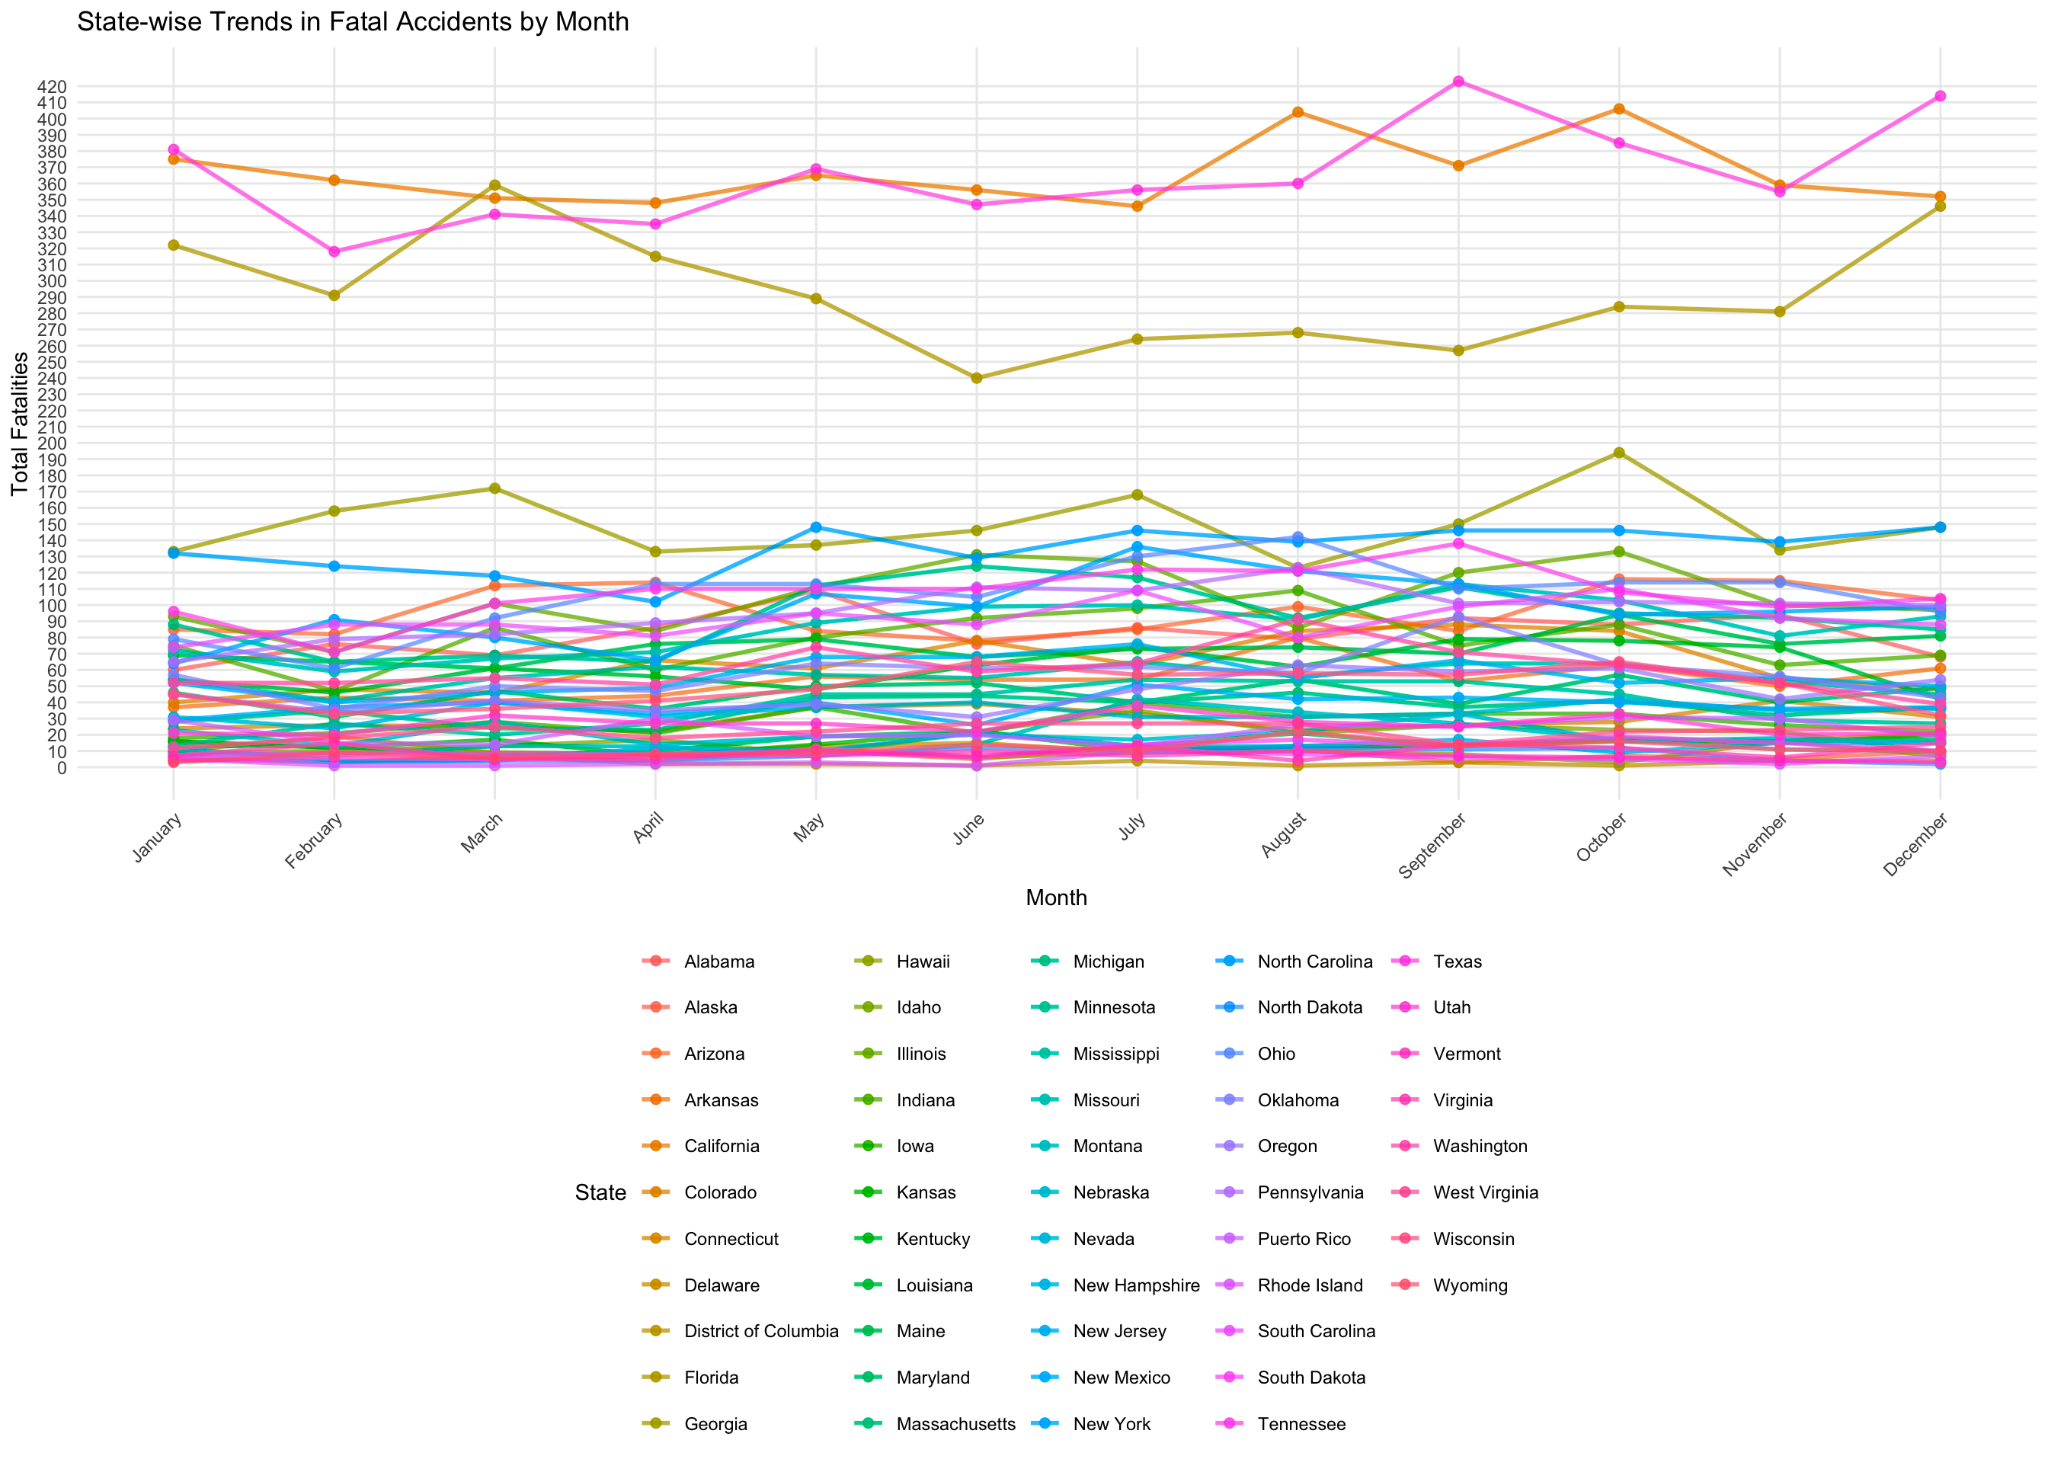 State-wise Trends in Fatal Accidents by Month
420
410
400
390
380
370
360
350
340
330
320
310
300
290
280
270
260
250
240
230
220
210
200
190
180
170
160
150
140
130
120
110
100
90
80
70
60
50
40
30
20
10
0
Total Fatalities
January
February
March
April
May
June
July
August
September
October
November
December
Month
State
Alabama
Alaska
Arizona
Arkansas
California
Colorado
Connecticut
Delaware
District of Columbia
Florida
Georgia
Hawaii
Idaho
Illinois
Indiana
Iowa
Kansas
Kentucky
Louisiana
Maine
Maryland
Massachusetts
Michigan
Minnesota
Mississippi
Missouri
Montana
Nebraska
Nevada
New Hampshire
New Jersey
New Mexico
New York
North Carolina
North Dakota
Ohio
Oklahoma
Oregon
Pennsylvania
Puerto Rico
Rhode Island
South Carolina
South Dakota
Tennessee
Texas
Utah
Vermont
Virginia
Washington
West Virginia
Wisconsin
Wyoming